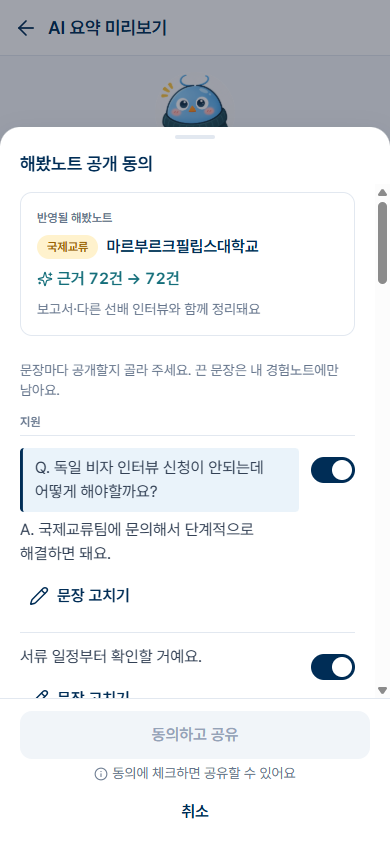 AI 요약 미리보기
해봤노트 공개 동의
반영될 해봤노트
국제교류 마르부르크필립스대학교
근거 72건 → 72건
보고서·다른 선배 인터뷰와 함께 정리돼요
문장마다 공개할지 골라 주세요. 끈 문장은 내 경험노트에만
남아요.
지원
Q. 독일 비자 인터뷰 신청이 안되는데
어떻게 해야할까요?
A. 국제교류팀에 문의해서 단계적으로
해결하면 돼요.
문장 고치기
서류 일정부터 확인할 거예요.
문장 고치기
동의하고 공유
동의에 체크하면 공유할 수 있어요
취소